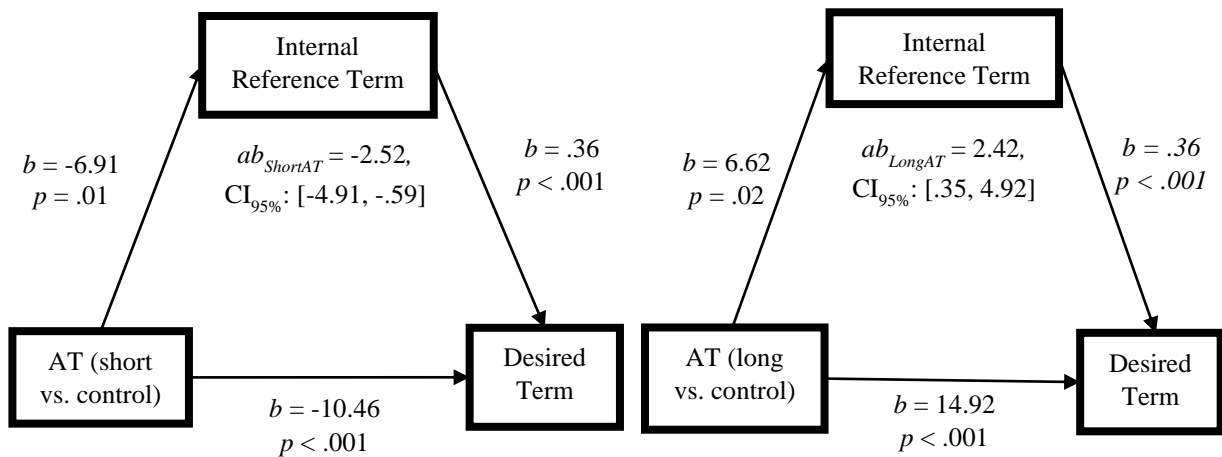 Internal
Reference Term
b = -6.91
p = .01
ab_ShortAT = -2.52,
CI_95%: [-4.91, -.59]
b = .36
p < .001
AT (short
vs. control)
Desired
Term
b = -10.46
p < .001
Internal
Reference Term
b = 6.62
p = .02
ab_LongAT = 2.42,
CI_95%: [.35, 4.92]
b = .36
p < .001
AT (long
vs. control)
Desired
Term
b = 14.92
p < .001